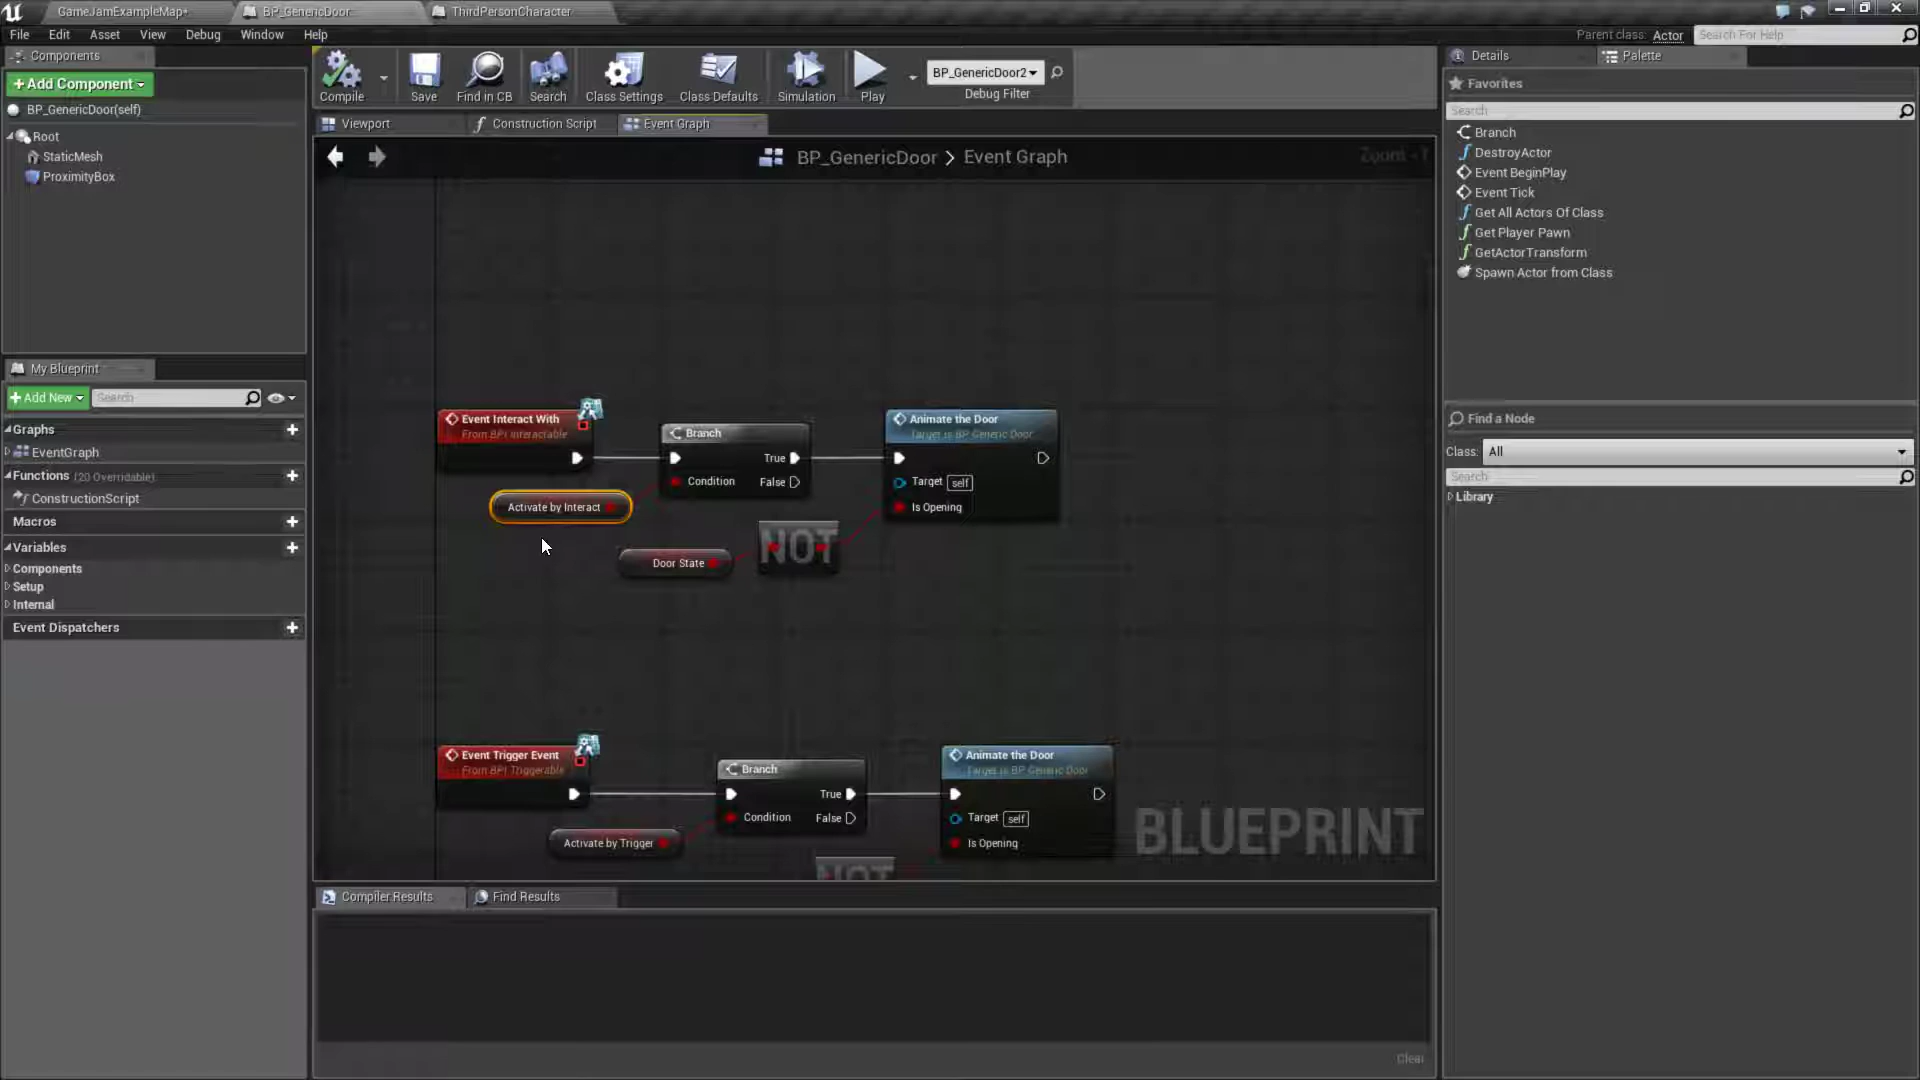 GameJamExampleMap*
BP_GenericDoor
ThirdPersonCharacter
File Edit Asset View Debug Window Help
Parent class: Actor
Search For Help
Components
+Add Component
BP_GenericDoor(self)
Root
StaticMesh
ProximityBox
Compile
Save
Find in CB
Search
Class Settings
Class Defaults
Simulation
Play
BP_GenericDoor2
Debug Filter
Viewport
Construction Script
Event Graph
BP_GenericDoor > Event Graph
Event Interact With
From BPI Interactable
Branch
True
Condition
False
Animate the Door
Target is BP Generic Door
Target self
Is Opening
Activate by Interact
Door State
NOT
Event Trigger Event
From BPI Triggerable
Branch
True
Condition
False
Animate the Door
Target is BP Generic Door
Target self
Is Opening
Activate by Trigger
NOT
BLUEPRINT
My Blueprint
+Add New
Search
Graphs
EventGraph
Functions (20 Overridable)
ConstructionScript
Macros
Variables
Components
Setup
Internal
Event Dispatchers
Compiler Results
Find Results
Clear
Details
Palette
Favorites
Search
Branch
DestroyActor
Event BeginPlay
Event Tick
Get All Actors Of Class
Get Player Pawn
GetActorTransform
Spawn Actor from Class
Find a Node
Class: All
Search
Library